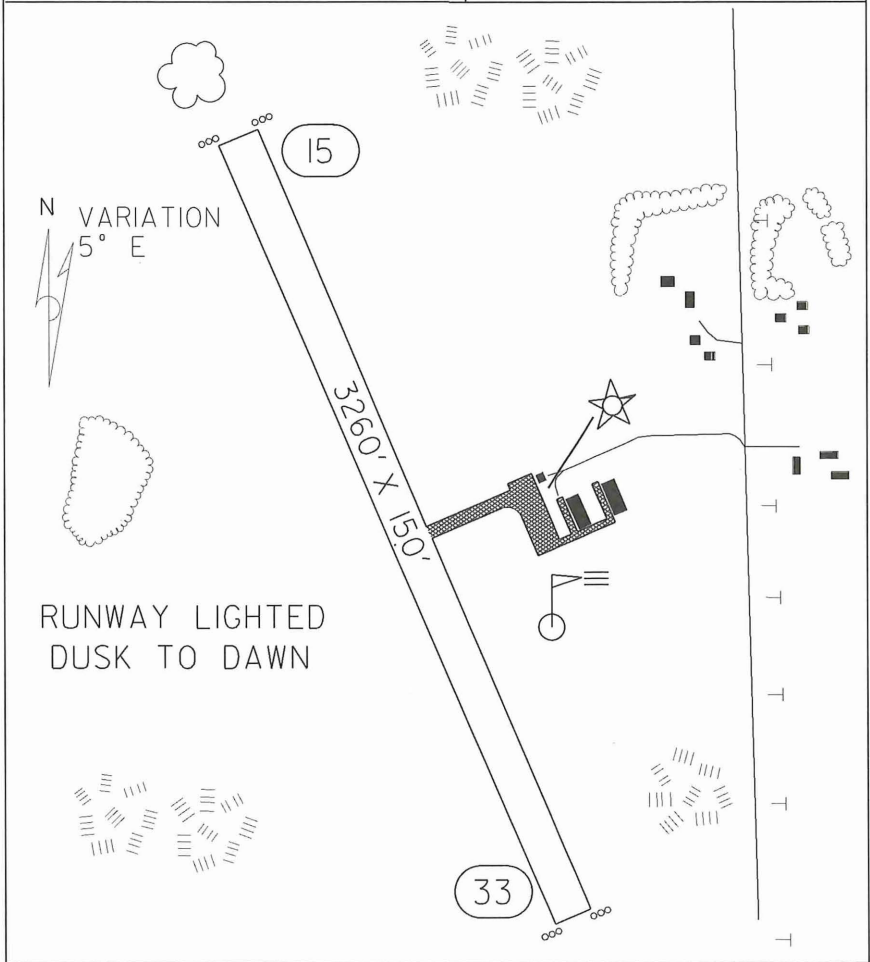 15
N VARIATION
5° E
3260' X 150'
RUNWAY LIGHTED
DUSK TO DAWN
33